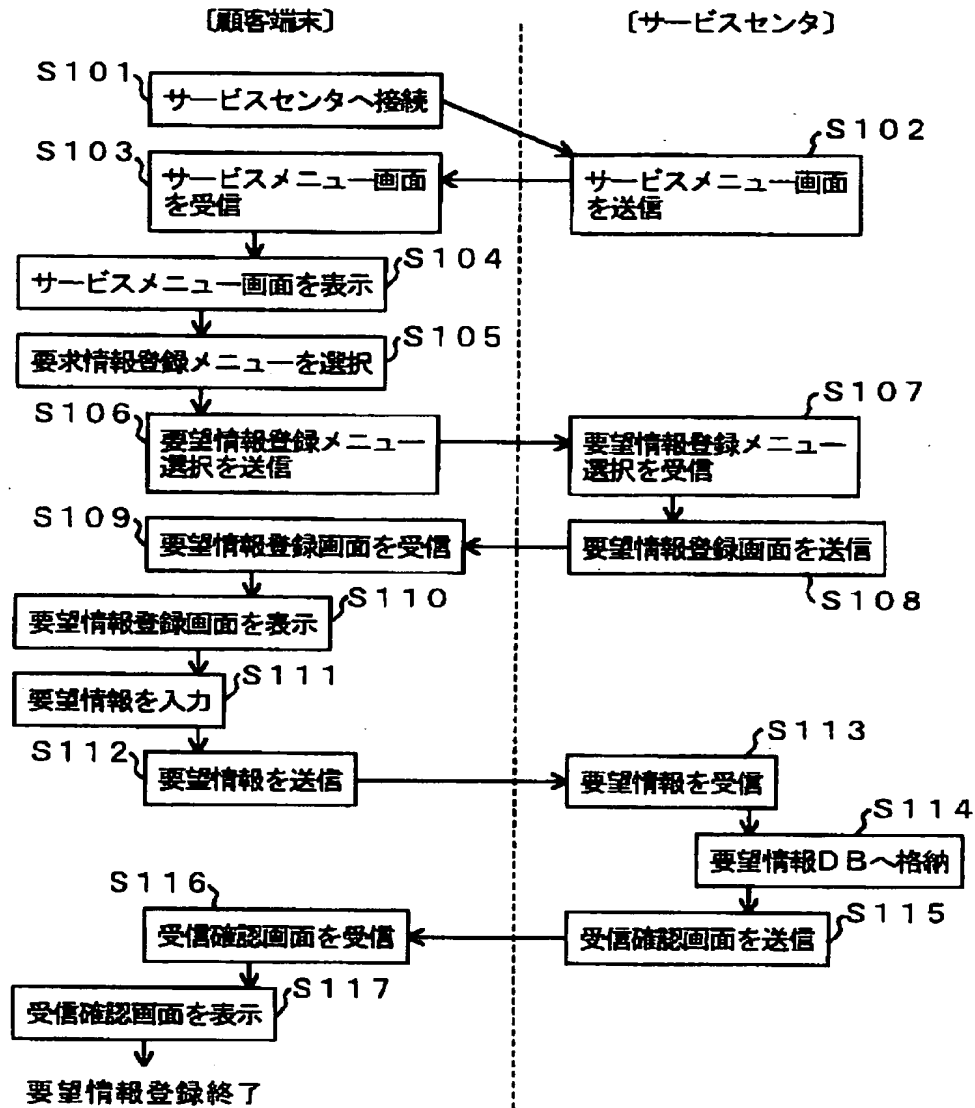 〔顧客端末〕
〔サービスセンタ〕
S101
サービスセンタへ接続
S102
サービスメニュー画面
を送信
S103
サービスメニュー画面
を受信
S104
サービスメニュー画面を表示
S105
要求情報登録メニューを選択
S106
要望情報登録メニュー
選択を送信
S107
要望情報登録メニュー
選択を受信
要望情報登録画面を送信
S108
S109
要望情報登録画面を受信
S110
要望情報登録画面を表示
S111
要望情報を入力
S112
要望情報を送信
S113
要望情報を受信
S114
要望情報DBへ格納
S115
受信確認画面を送信
S116
受信確認画面を受信
S117
受信確認画面を表示
要望情報登録終了